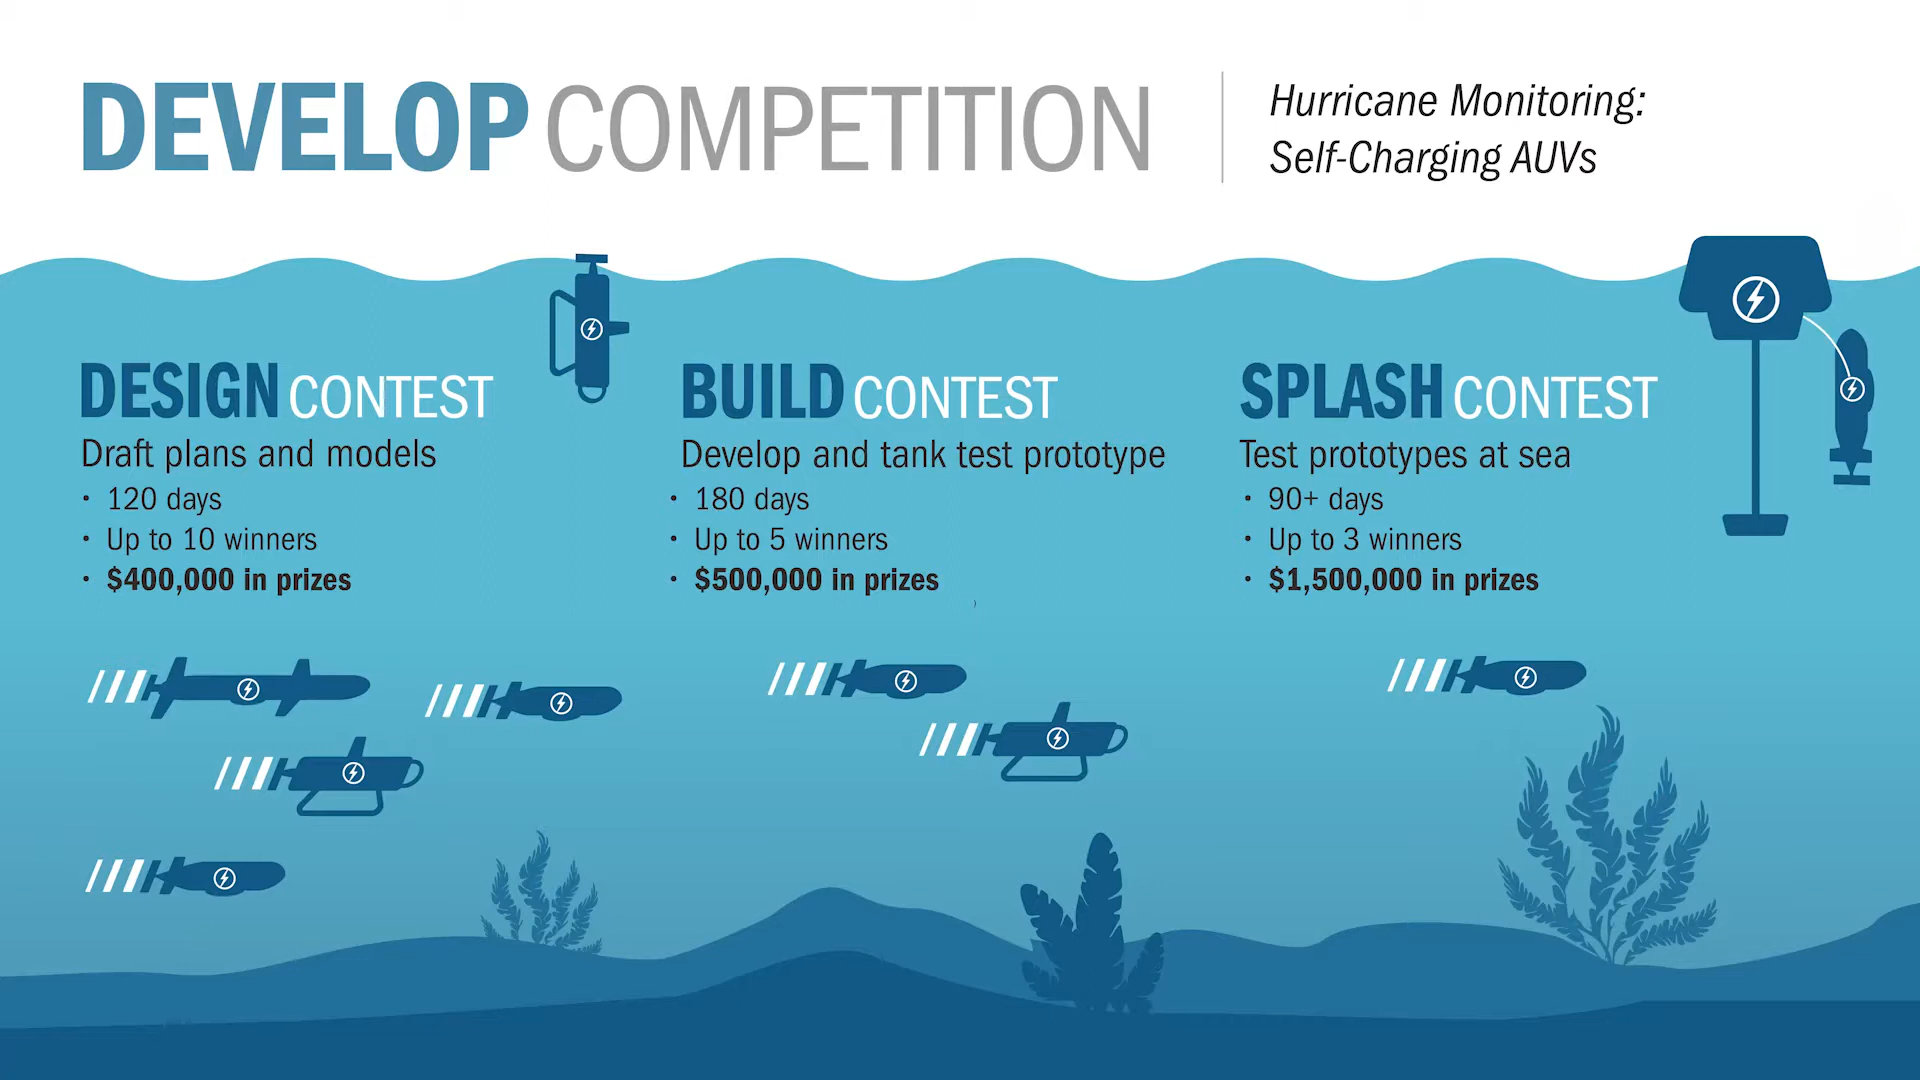 DEVELOP COMPETITION
Hurricane Monitoring:
Self-Charging AUVs
DESIGN CONTEST
Draft plans and models
• 120 days
• Up to 10 winners
• $400,000 in prizes
BUILD CONTEST
Develop and tank test prototype
• 180 days
• Up to 5 winners
• $500,000 in prizes
SPLASH CONTEST
Test prototypes at sea
• 90+ days
• Up to 3 winners
• $1,500,000 in prizes